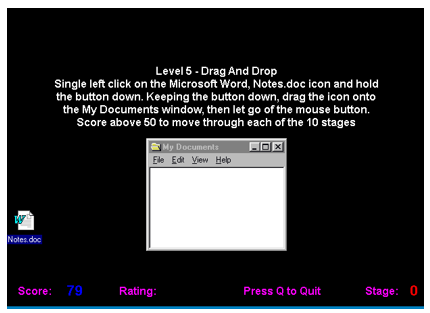 Level 5 - Drag And Drop
Single left click on the Microsoft Word, Notes.doc icon and hold
the button down. Keeping the button down, drag the icon onto
the My Documents window, then let go of the mouse button.
Score above 50 to move through each of the 10 stages
My Documents
File Edit View Help
Notes.doc
Score: 79 Rating: Press Q to Quit Stage: 0